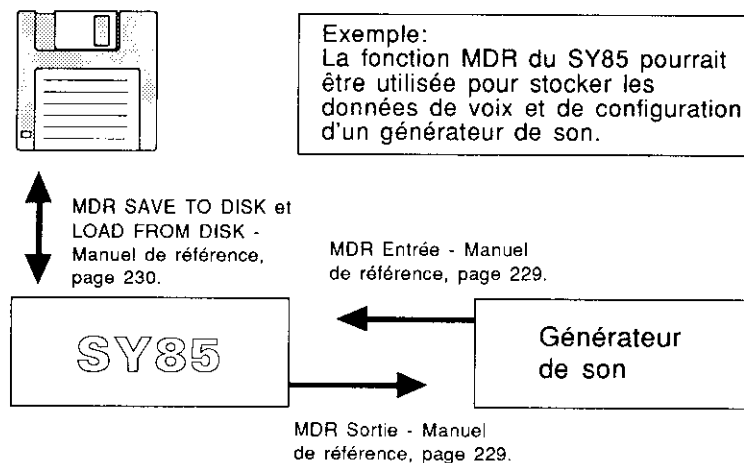 Exemple:
La fonction MDR du SY85 pourrait
être utilisée pour stocker les
données de voix et de configuration
d'un générateur de son.
MDR SAVE TO DISK et
LOAD FROM DISK -
Manuel de référence,
page 230.
MDR Entrée - Manuel
de référence, page 229.
SY85
Générateur
de son
MDR Sortie - Manuel
de référence, page 229.